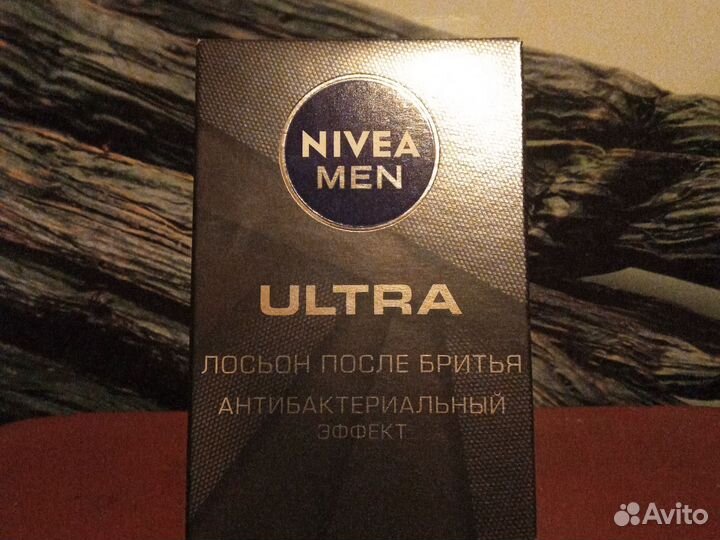 NIVEA
MEN
ULTRA
ЛОСЬОН ПОСЛЕ БРИТЬЯ
АНТИБАКТЕРИАЛЬНЫЙ
ЭФФЕКТ
Avito